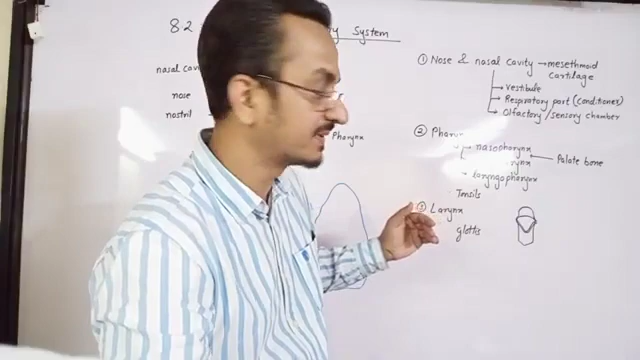 82
System
nasal cav
nose
nostril
Pharynx
① Nose & nasal cavity → mesethmoid
cartilage
→ Vestibule
→ Respiratory part (conditioner)
→ Olfactory / sensory chamber
② Phary
nasopharynx
Palate bone
rynx
laryngopharynx
Tonsils
③ Larynx
glottis